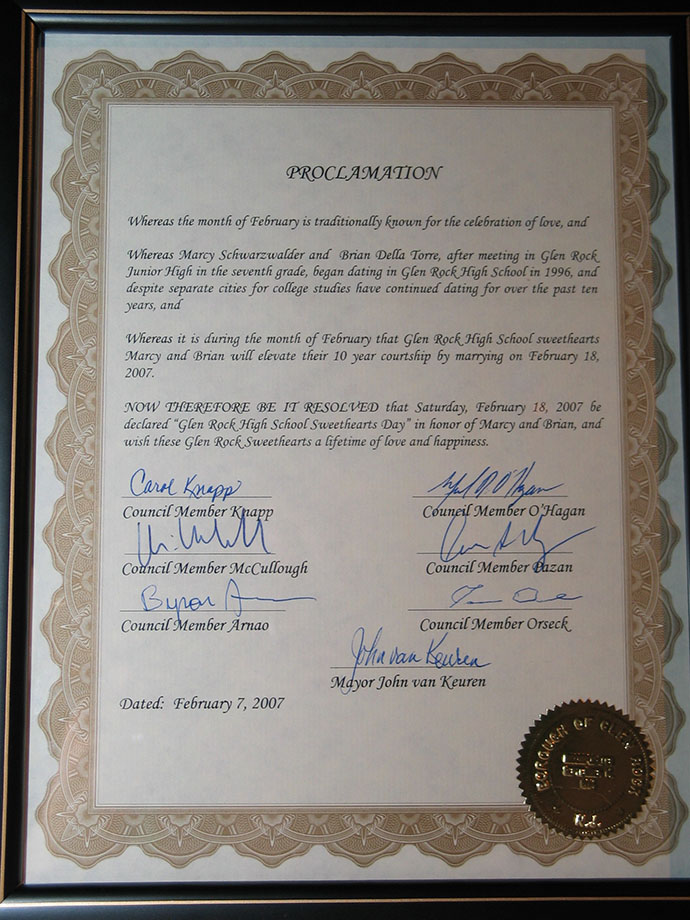 PROCLAMATION
Whereas the month of February is traditionally known for the celebration of love, and
Whereas Marcy Schwarzwalder and Brian Della Torre, after meeting in Glen Rock
Junior High in the seventh grade, began dating in Glen Rock High School in 1996, and
despite separate cities for college studies have continued dating for over the past ten
years, and
Whereas it is during the month of February that Glen Rock High School sweethearts
Marcy and Brian will elevate their 10 year courtship by marrying on February 18,
2007.
NOW THEREFORE BE IT RESOLVED that Saturday, February 18, 2007 be
declared "Glen Rock High School Sweethearts Day" in honor of Marcy and Brian, and
wish these Glen Rock Sweethearts a lifetime of love and happiness.
Carol Knapp
Council Member Knapp
O'Hagan
Council Member O'Hagan
Council Member McCullough
Council Member Pazan
Byron
Council Member Arnao
Council Member Orseck
John van Keuren
Mayor John van Keuren
Dated: February 7, 2007
BOROUGH OF GLEN ROCK
N.J.